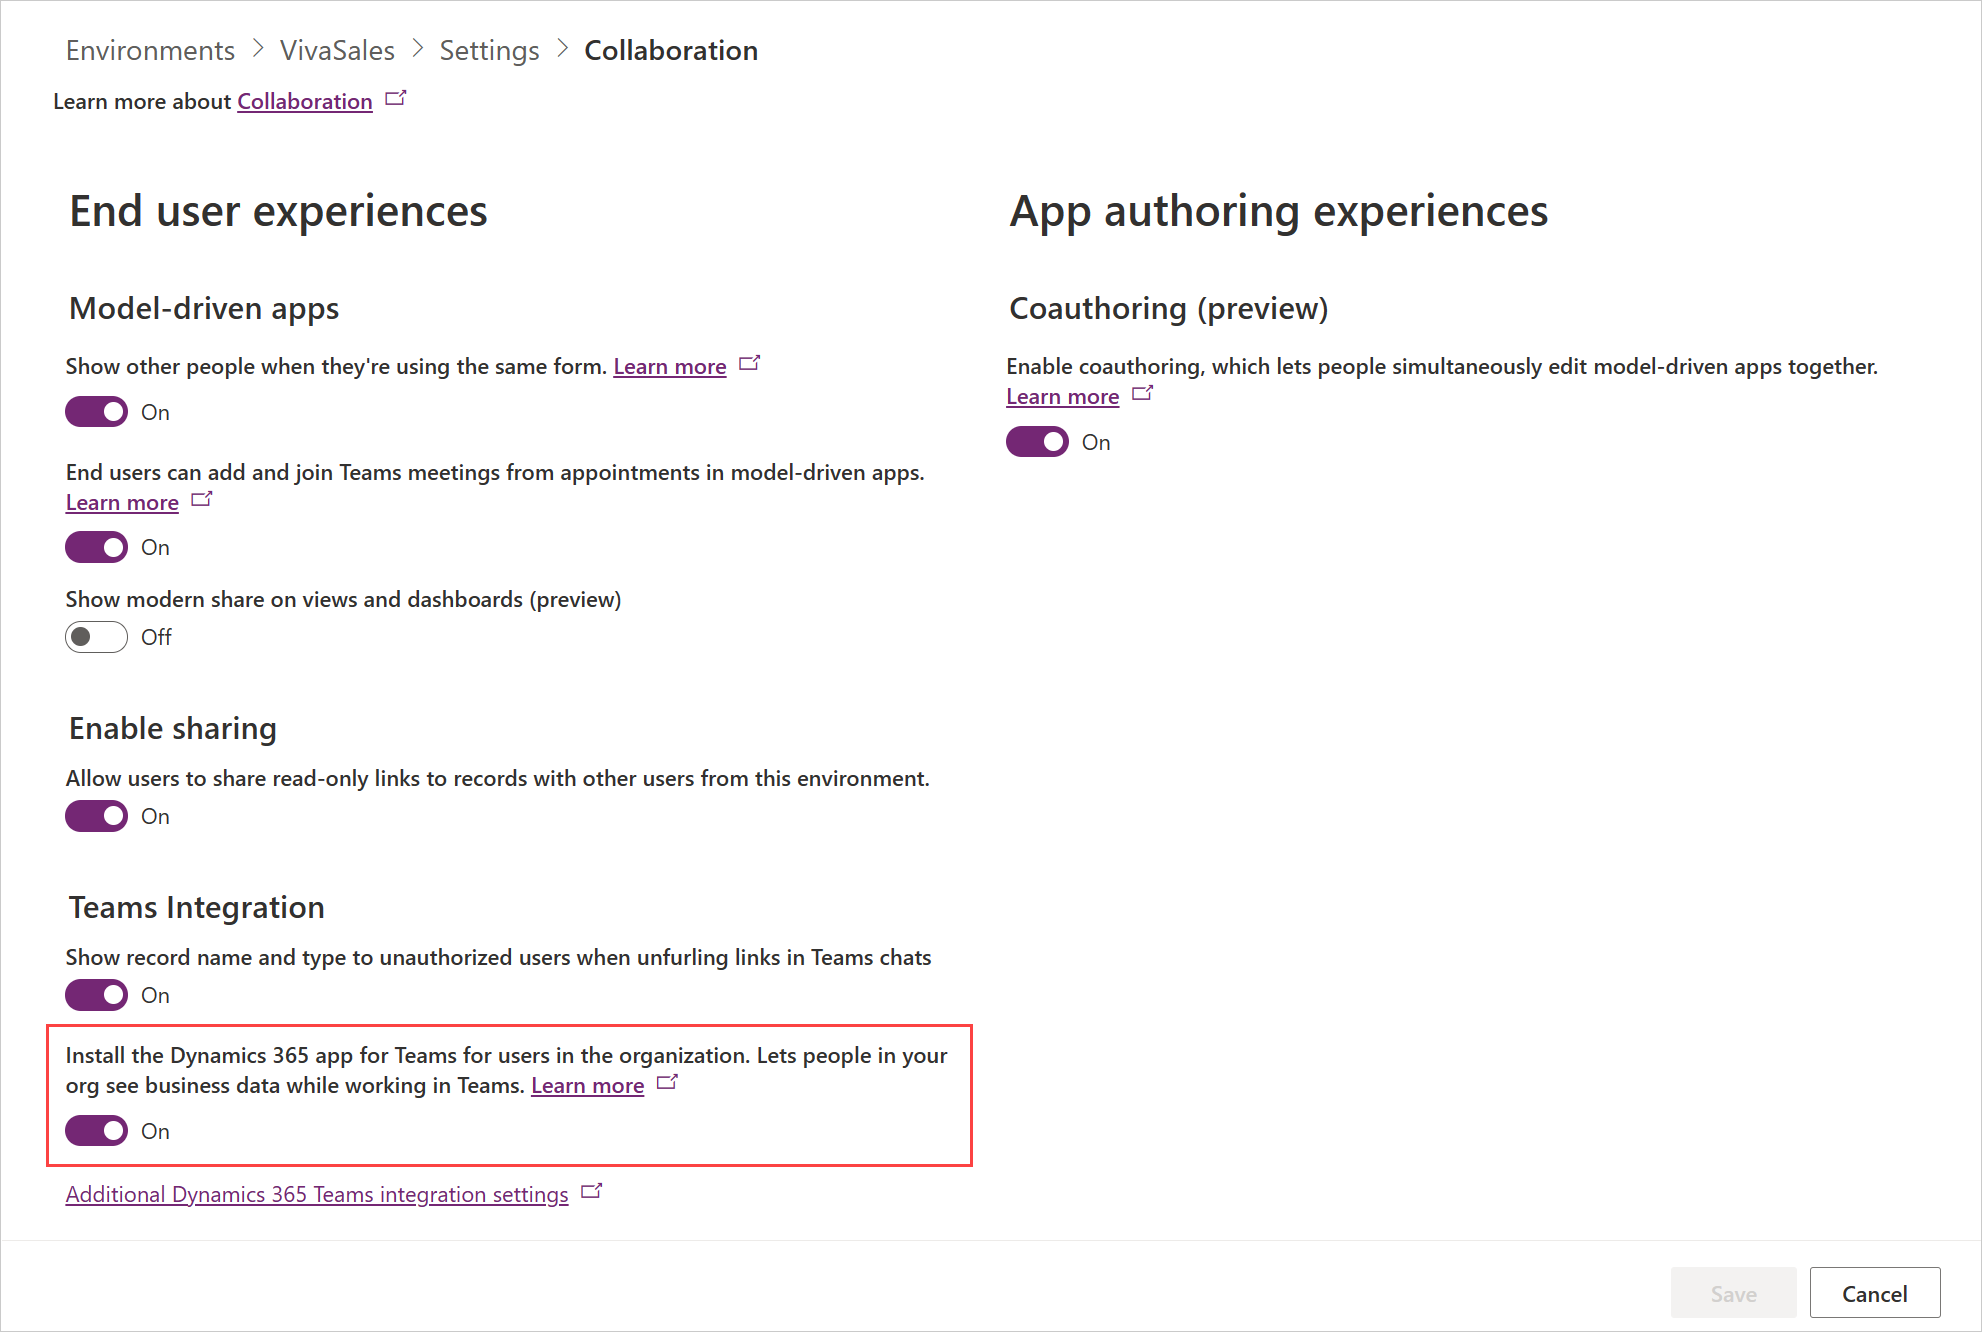 Environments > VivaSales > Settings > Collaboration
Learn more about Collaboration
End user experiences
Model-driven apps
Show other people when they're using the same form. Learn more
On
End users can add and join Teams meetings from appointments in model-driven apps.
Learn more
On
Show modern share on views and dashboards (preview)
Off
Enable sharing
Allow users to share read-only links to records with other users from this environment.
On
Teams Integration
Show record name and type to unauthorized users when unfurling links in Teams chats
On
Install the Dynamics 365 app for Teams for users in the organization. Lets people in your
org see business data while working in Teams. Learn more
On
Additional Dynamics 365 Teams integration settings
App authoring experiences
Coauthoring (preview)
Enable coauthoring, which lets people simultaneously edit model-driven apps together.
Learn more
On
Save
Cancel